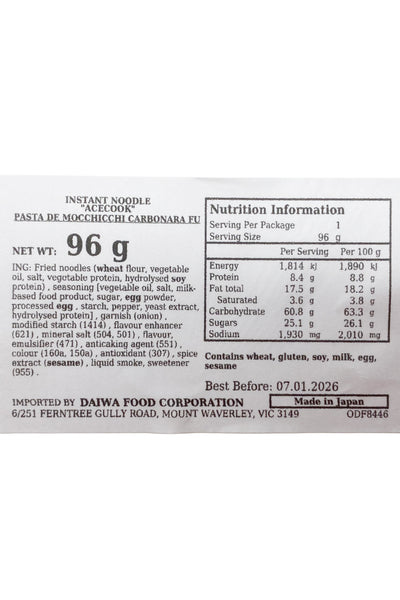 INSTANT NOODLE
"ACECOOK"
PASTA DE MOCCHICCHI CARBONARA FU
NET WT: 96 g
ING: Fried noodles (wheat flour, vegetable
oil, salt, vegetable protein, hydrolysed soy
protein) , seasoning [vegetable oil, salt, milk-
based food product, sugar, egg powder,
processed egg , starch, pepper, yeast extract,
hydrolysed protein] , garnish (onion) .
modified starch (1414) , flavour enhancer
(621) , mineral salt (504, 501) , flavour,
emulsifier (471) , anticaking agent (551) ,
colour (160a, 150a) , antioxidant (307) , spice
extract (sesame) , liquid smoke, sweetener
(955) .
Nutrition Information
Serving Per Package 1
Serving Size 96 g
Per Serving Per 100 g
Energy 1,814 kJ 1,890 kJ
Protein 8.4 g 8.8 g
Fat total 17.5 g 18.2 g
Saturated 3.6 g 3.8 g
Carbohydrate 60.8 g 63.3 g
Sugars 25.1 g 26.1 g
Sodium 1,930 mg 2,010 mg
Contains wheat, gluten, soy, milk, egg,
sesame
Best Before: 07.01.2026
IMPORTED BY DAIWA FOOD CORPORATION Made in Japan
6/251 FERNTREE GULLY ROAD, MOUNT WAVERLEY, VIC 3149 ODF8446